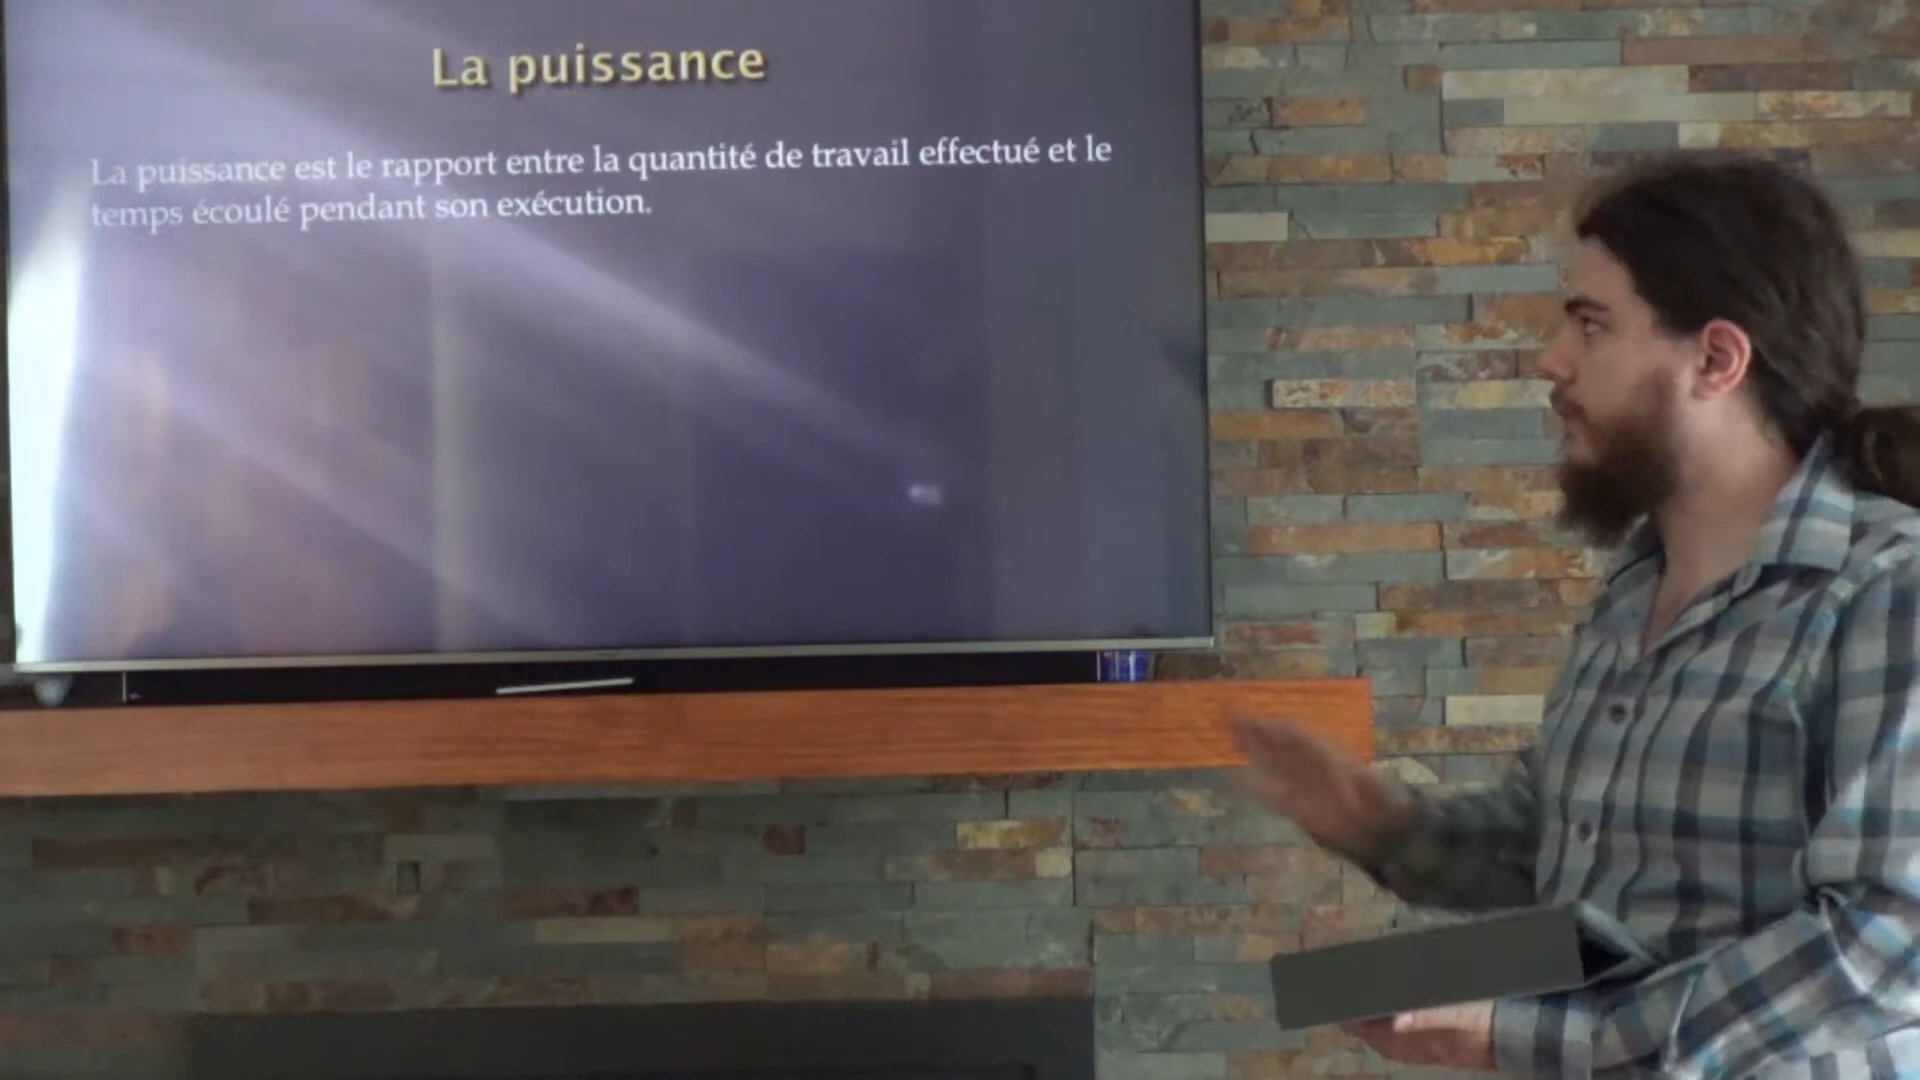 La puissance
La puissance est le rapport entre la quantité de travail effectué et le
temps écoulé pendant son exécution.